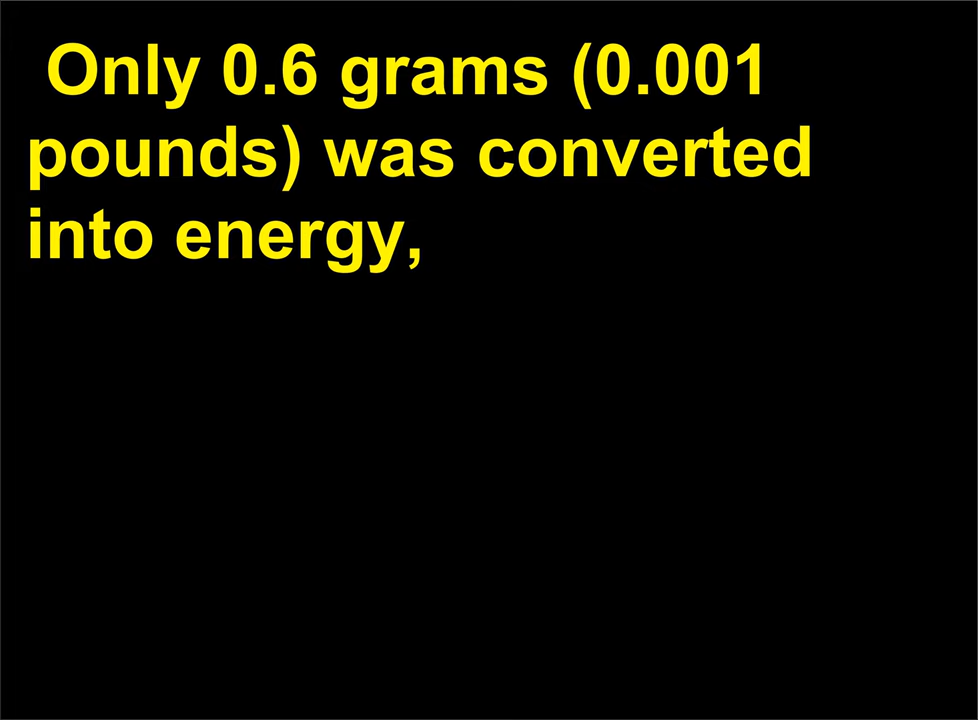 Only 0.6 grams (0.001
pounds) was converted
into energy,